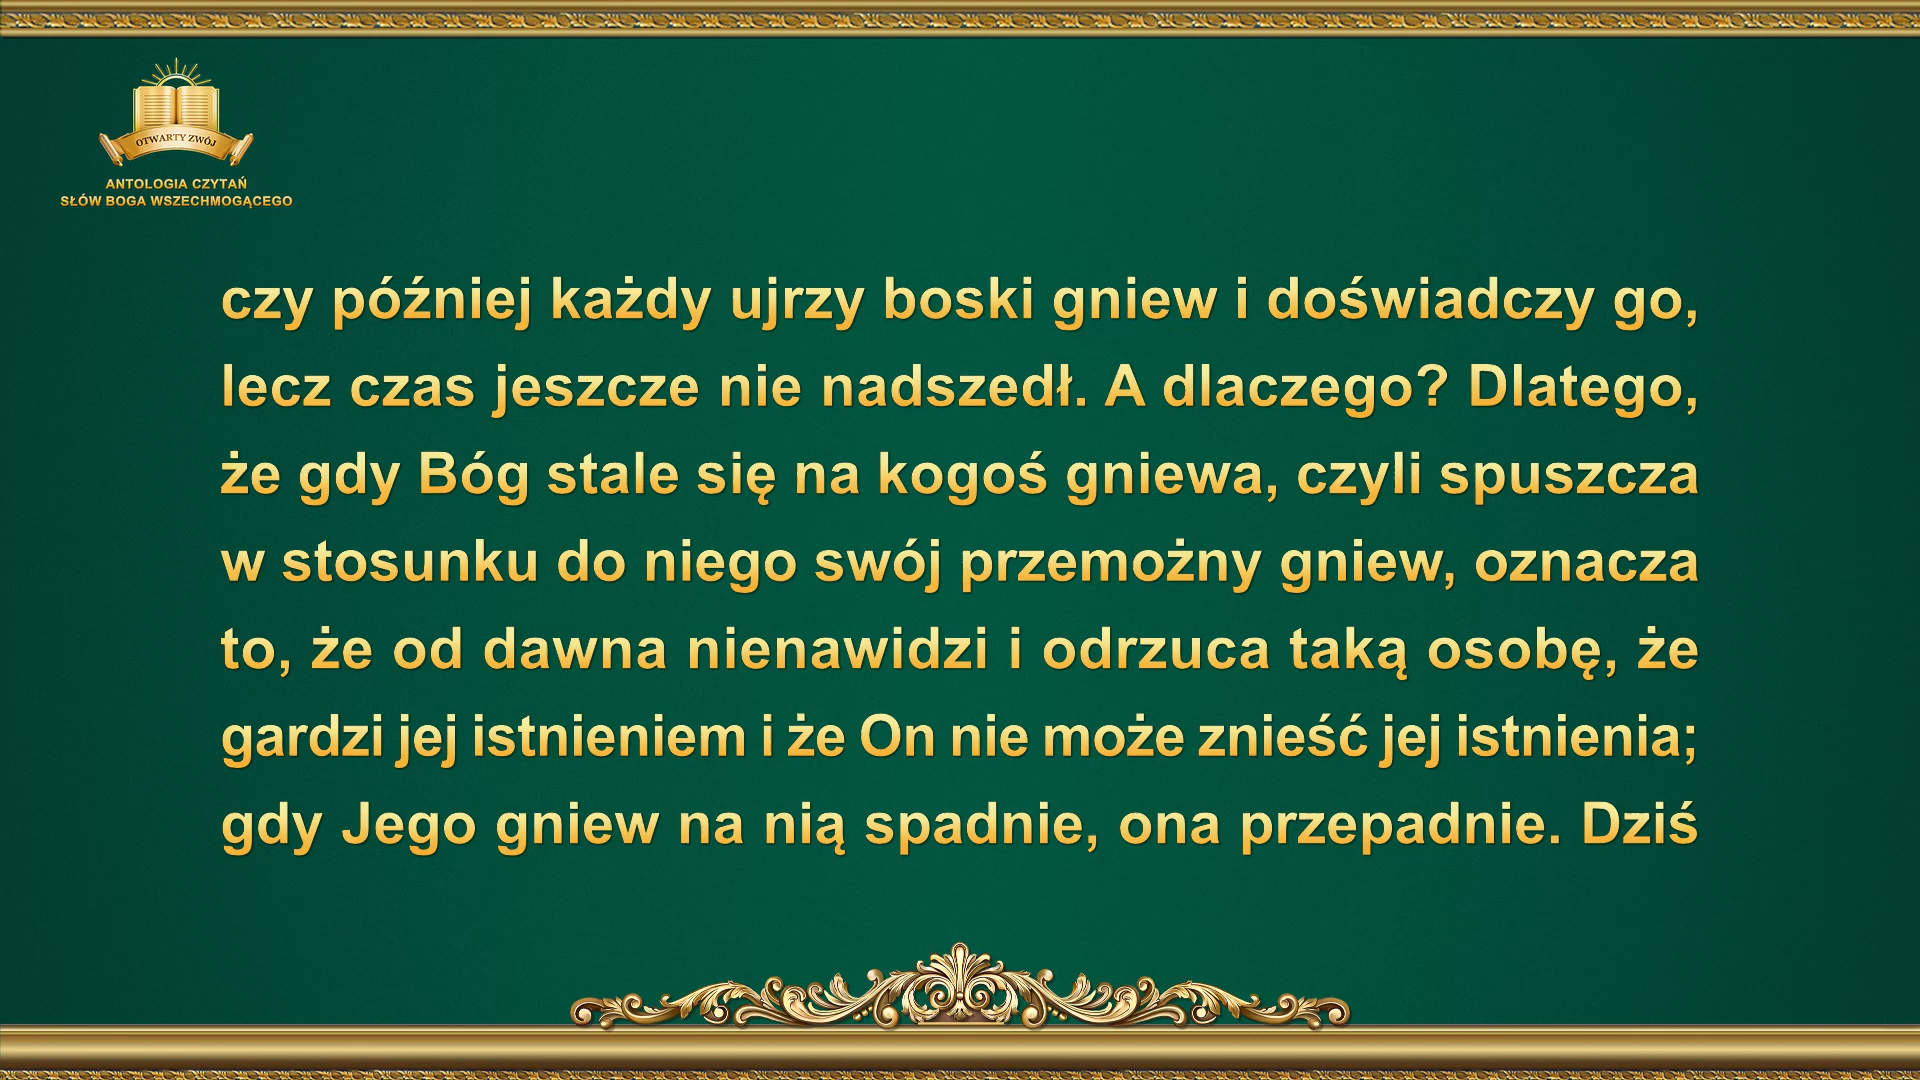 OTWARTY ZWÓJ
ANTOLOGIA CZYTAŃ
SŁÓW BOGA WSZECHMOGĄCEGO
czy później każdy ujrzy boski gniew i doświadczy go,
lecz czas jeszcze nie nadszedł. A dlaczego? Dlatego,
że gdy Bóg stale się na kogoś gniewa, czyli spuszcza
w stosunku do niego swój przemożny gniew, oznacza
to, że od dawna nienawidzi i odrzuca taką osobę, że
gardzi jej istnieniem i że On nie może znieść jej istnienia;
gdy Jego gniew na nią spadnie, ona przepadnie. Dziś